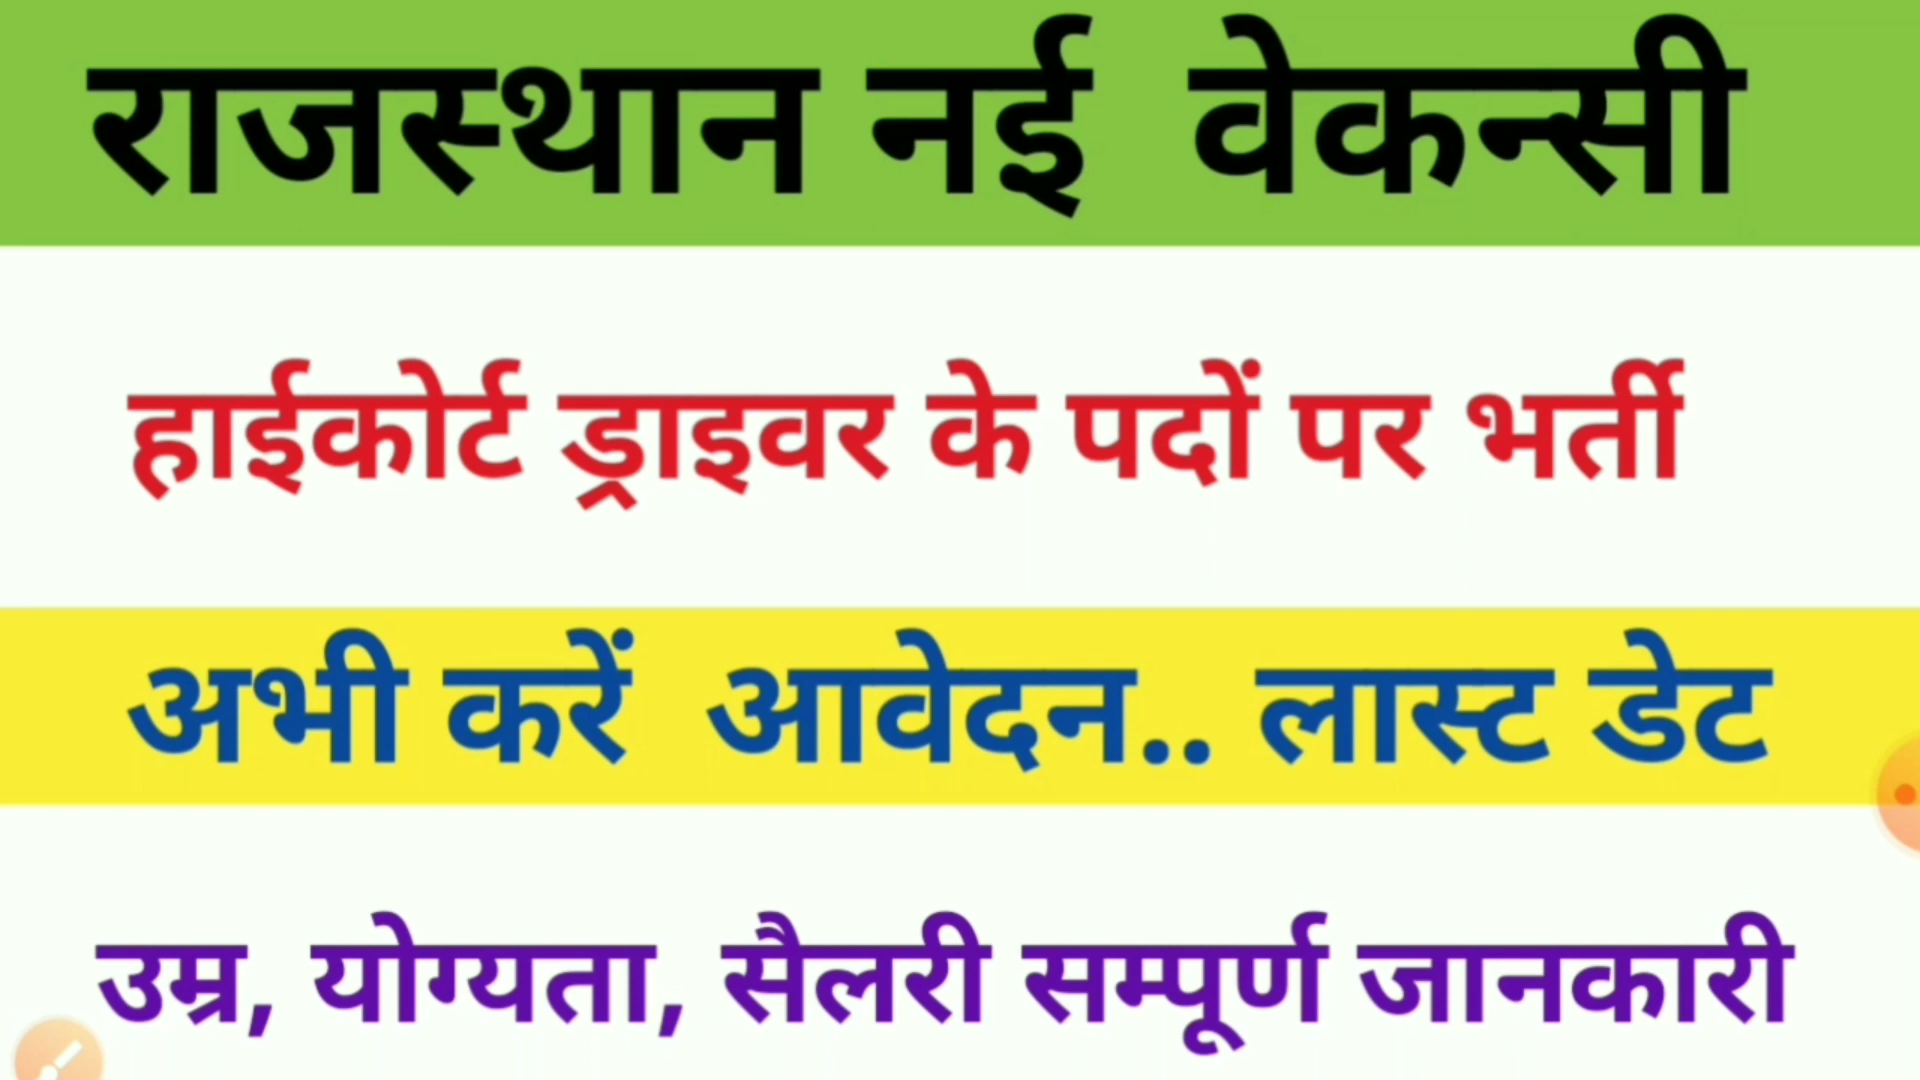 राजस्थान नई वेकन्सी
हाईकोर्ट ड्राइवर के पदों पर भर्ती
अभी करें आवेदन.. लास्ट डेट
उम्र, योग्यता, सैलरी सम्पूर्ण जानकारी